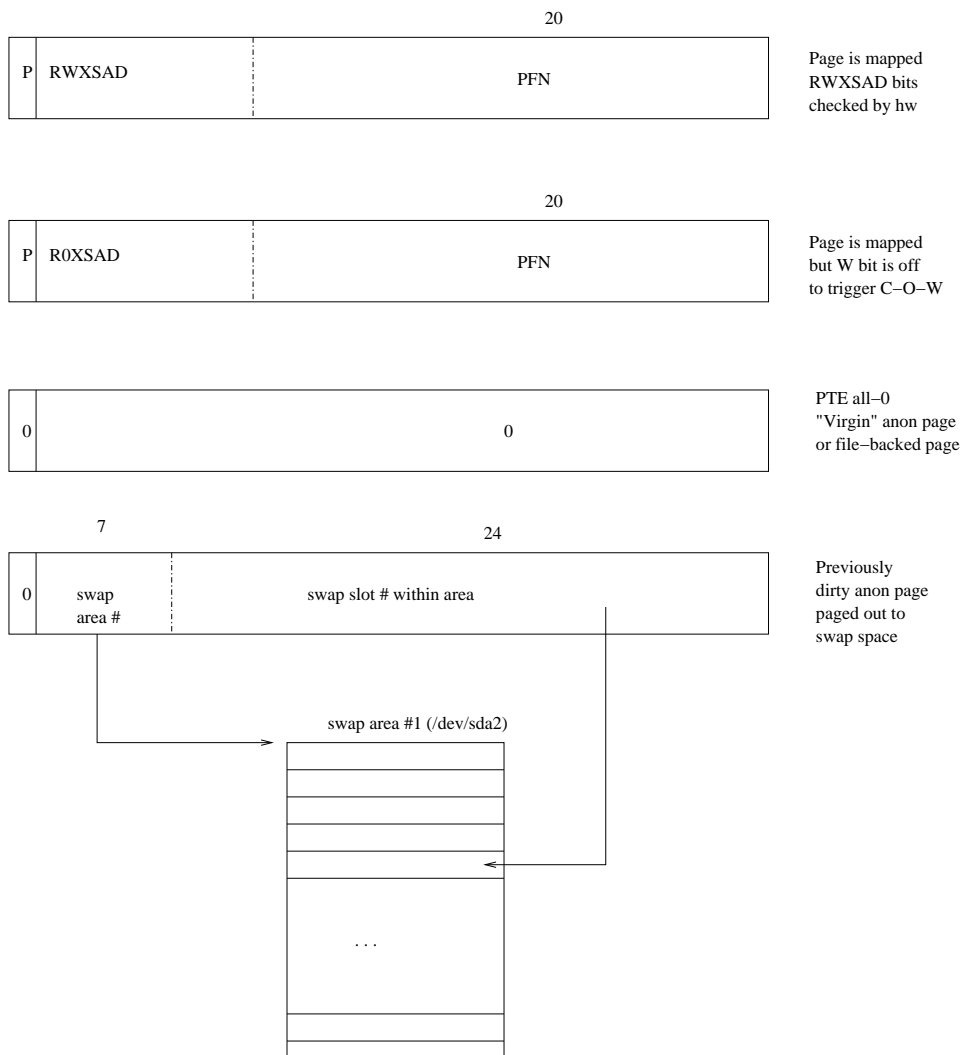 20
P
RWXSAD
PFN
Page is mapped
RWXSAD bits
checked by hw
20
P
R0XSAD
PFN
Page is mapped
but W bit is off
to trigger C−O−W
0
0
PTE all−0
"Virgin" anon page
or file−backed page
7
24
0
swap
area #
swap slot # within area
Previously
dirty anon page
paged out to
swap space
swap area #1 (/dev/sda2)
. . .